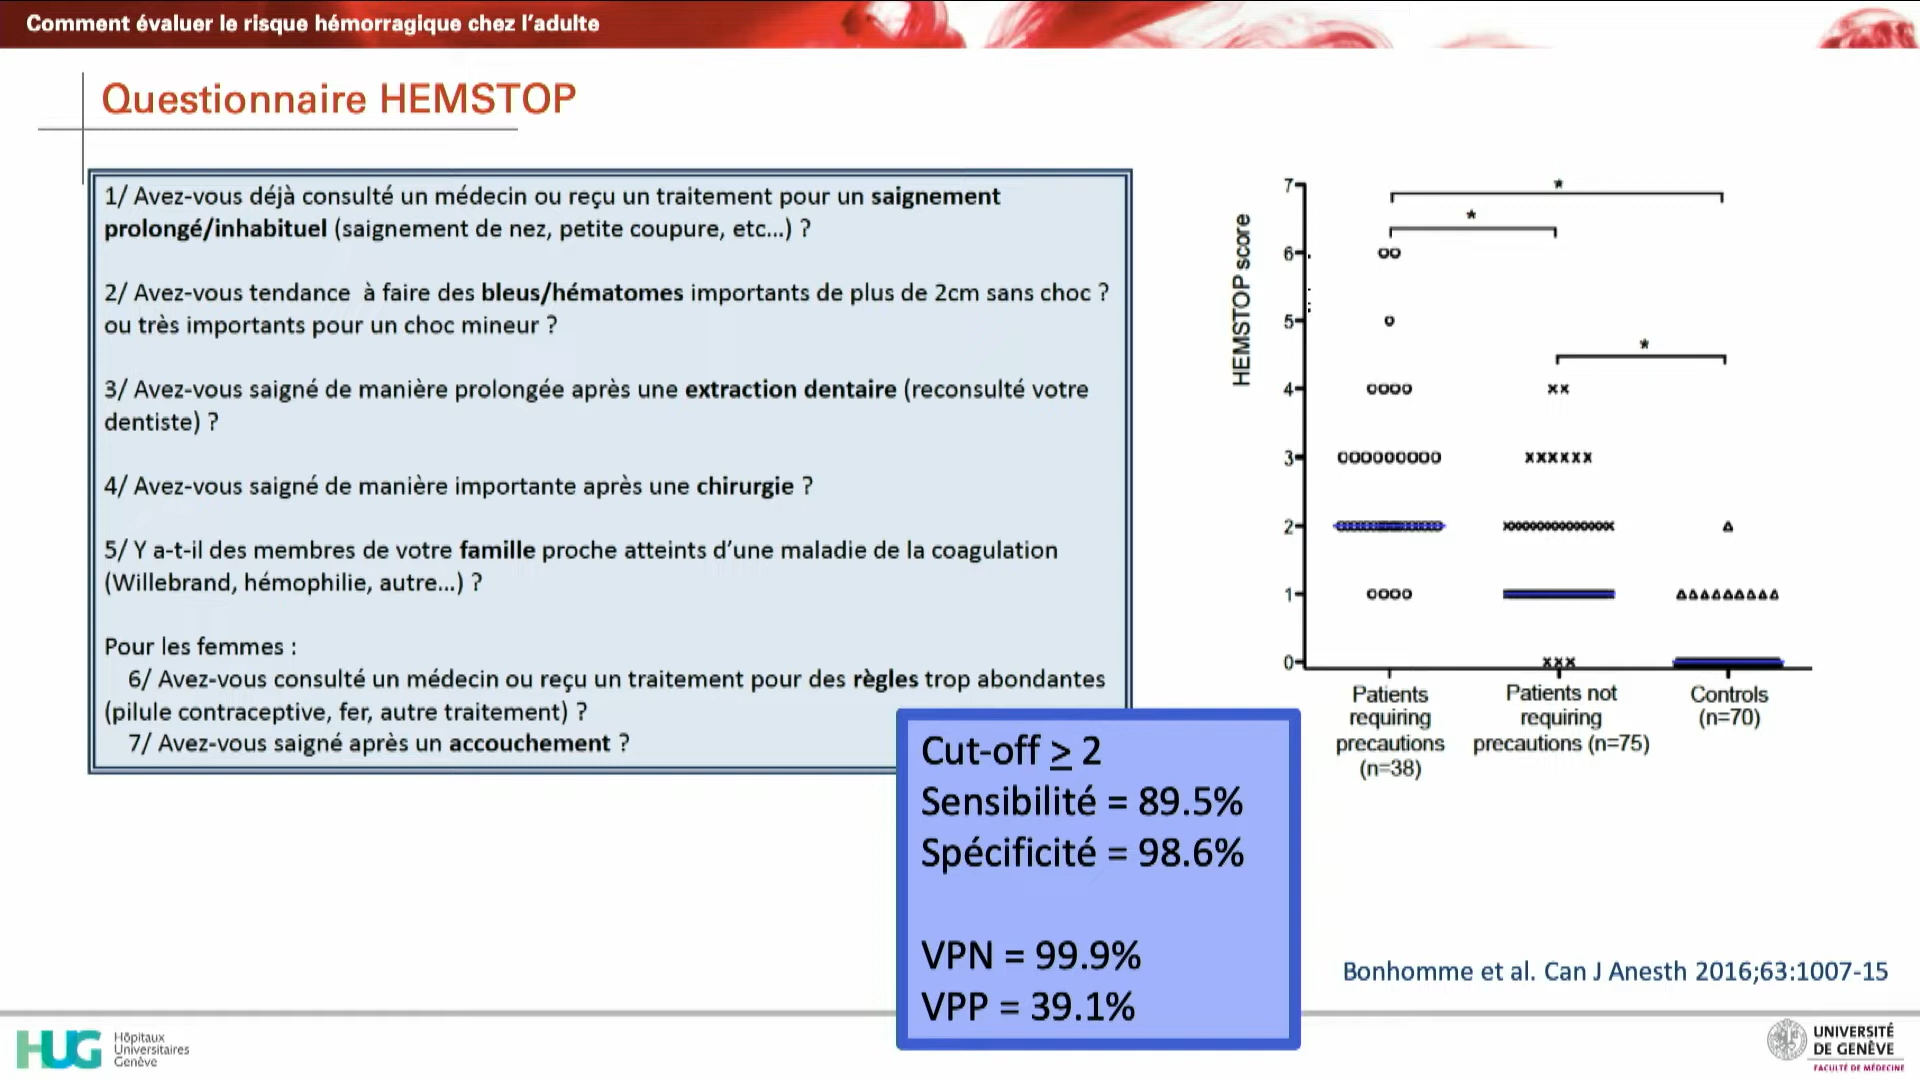 Comment évaluer le risque hémorragique chez l'adulte
Questionnaire HEMSTOP
1/ Avez-vous déjà consulté un médecin ou reçu un traitement pour un saignement
prolongé/inhabituel (saignement de nez, petite coupure, etc...) ?
2/ Avez-vous tendance à faire des bleus/hématomes importants de plus de 2cm sans choc ?
ou très importants pour un choc mineur ?
3/ Avez-vous saigné de manière prolongée après une extraction dentaire (reconsulté votre
dentiste) ?
4/ Avez-vous saigné de manière importante après une chirurgie ?
5/ Y a-t-il des membres de votre famille proche atteints d'une maladie de la coagulation
(Willebrand, hémophilie, autre...) ?
Pour les femmes :
6/ Avez-vous consulté un médecin ou reçu un traitement pour des règles trop abondantes
(pilule contraceptive, fer, autre traitement) ?
7/ Avez-vous saigné après un accouchement ?
HEMSTOP score
7
6
5
4
3
2
1
0
*
*
*
Patients
requiring
precautions
(n=38)
Patients not
requiring
precautions (n=75)
Controls
(n=70)
Cut-off ≥ 2
Sensibilité = 89.5%
Spécificité = 98.6%
VPN = 99.9%
VPP = 39.1%
Bonhomme et al. Can J Anesth 2016;63:1007-15
HUG
Hôpitaux
Universitaires
Genève
UNIVERSITÉ
DE GENÈVE
FACULTÉ DE MÉDECINE